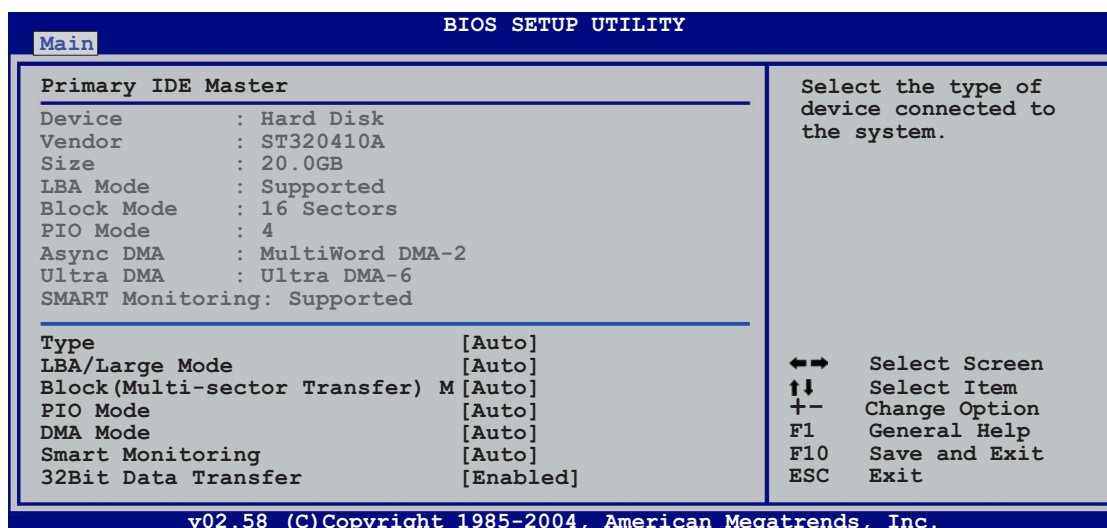 BIOS SETUP UTILITY
Main
Primary IDE Master
Device : Hard Disk
Vendor : ST320410A
Size : 20.0GB
LBA Mode : Supported
Block Mode : 16 Sectors
PIO Mode : 4
Async DMA : MultiWord DMA-2
Ultra DMA : Ultra DMA-6
SMART Monitoring: Supported
Type [Auto]
LBA/Large Mode [Auto]
Block(Multi-sector Transfer) M [Auto]
PIO Mode [Auto]
DMA Mode [Auto]
Smart Monitoring [Auto]
32Bit Data Transfer [Enabled]
Select the type of
device connected to
the system.
←→ Select Screen
↑↓ Select Item
+- Change Option
F1 General Help
F10 Save and Exit
ESC Exit
v02.58 (C)Copyright 1985-2004, American Megatrends, Inc.